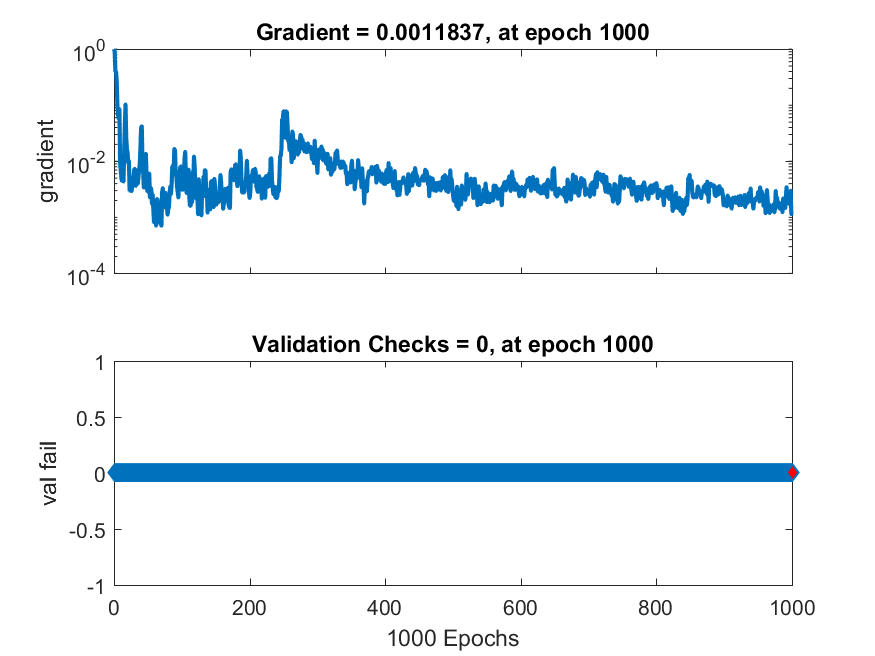 Gradient = 0.0011837, at epoch 1000
10^0
10^-2
10^-4
gradient
Validation Checks = 0, at epoch 1000
1
0.5
0
-0.5
-1
val fail
0 200 400 600 800 1000
1000 Epochs